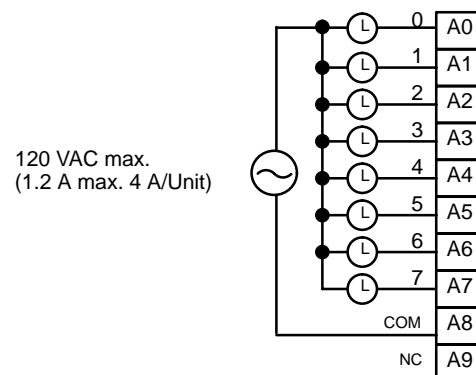 L 0 A0
L 1 A1
L 2 A2
L 3 A3
120 VAC max.
(1.2 A max. 4 A/Unit)
L 4 A4
L 5 A5
L 6 A6
L 7 A7
COM A8
NC A9